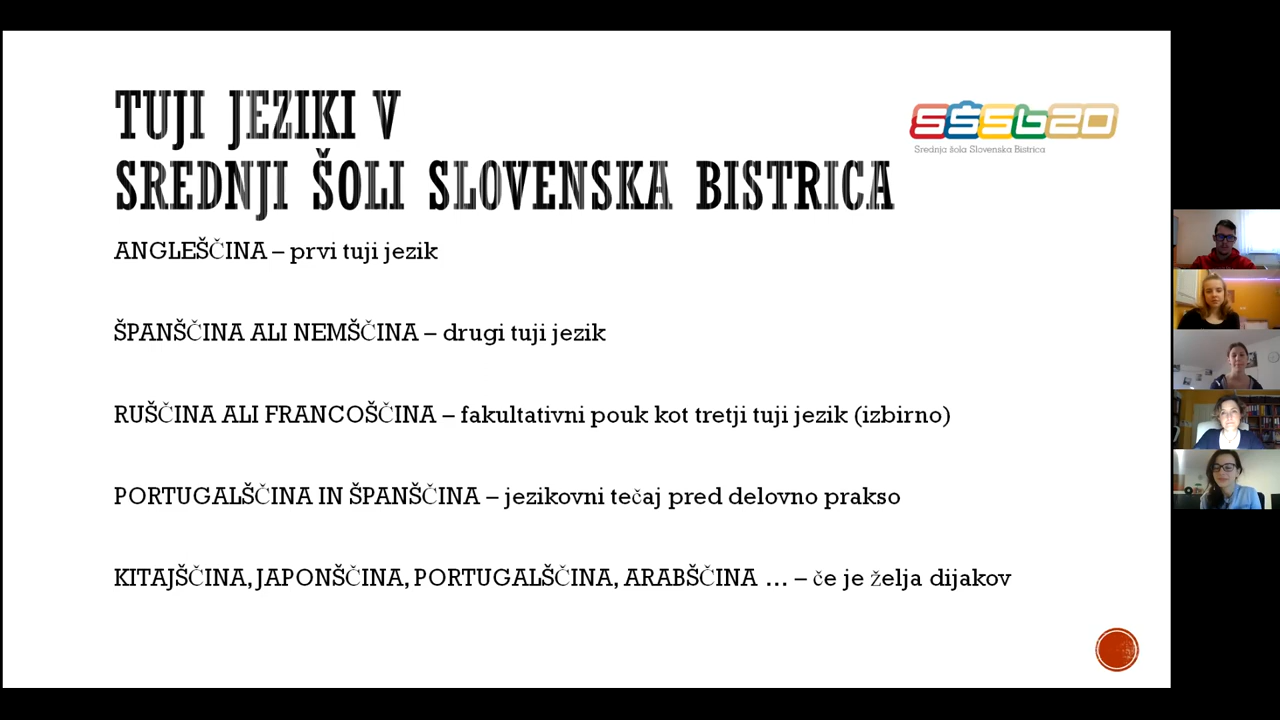 TUJI JEZIKI V
SREDNJI ŠOLI SLOVENSKA BISTRICA
sšsb20
Srednja šola Slovenska Bistrica
ANGLEŠČINA – prvi tuji jezik
ŠPANŠČINA ALI NEMŠČINA – drugi tuji jezik
RUŠČINA ALI FRANCOŠČINA – fakultativni pouk kot tretji tuji jezik (izbirno)
PORTUGALŠČINA IN ŠPANŠČINA – jezikovni tečaj pred delovno prakso
KITAJŠČINA, JAPONŠČINA, PORTUGALŠČINA, ARABŠČINA ... – če je želja dijakov